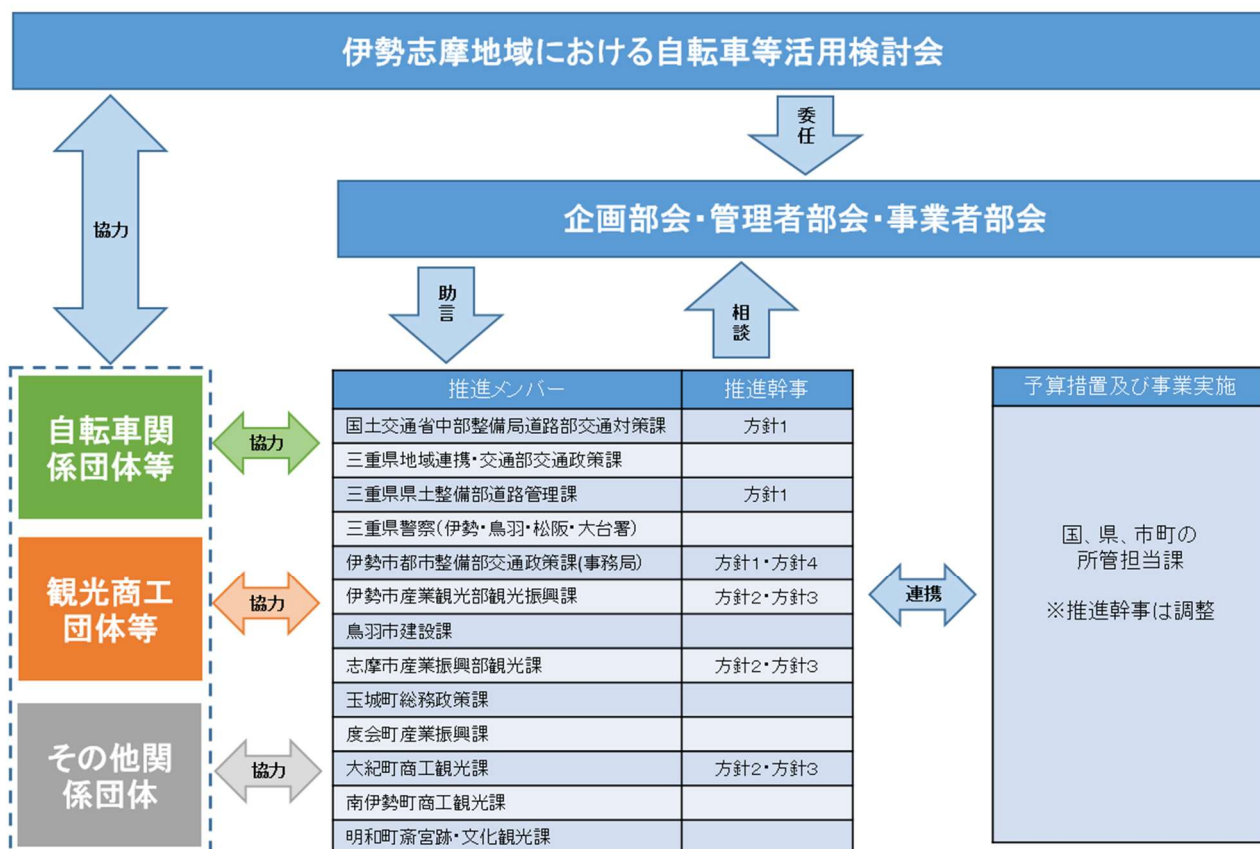 伊勢志摩地域における自転車等活用検討会
委任
協力
企画部会・管理者部会・事業者部会
助言
相談
自転車関
係団体等
協力
観光商工
団体等
協力
その他関
係団体
協力
推進メンバー 推進幹事
国土交通省中部整備局道路部交通対策課 方針1
三重県地域連携・交通部交通政策課
三重県県土整備部道路管理課 方針1
三重県警察(伊勢・鳥羽・松阪・大台署)
伊勢市都市整備部交通政策課(事務局) 方針1・方針4
伊勢市産業観光部観光振興課 方針2・方針3
鳥羽市建設課
志摩市産業振興部観光課 方針2・方針3
玉城町総務政策課
度会町産業振興課
大紀町商工観光課 方針2・方針3
南伊勢町商工観光課
明和町斎宮跡・文化観光課
連携
予算措置及び事業実施
国、県、市町の
所管担当課
※推進幹事は調整